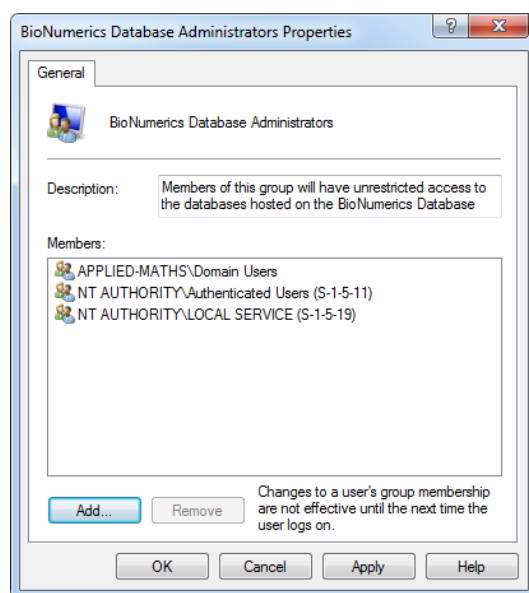 BioNumerics Database Administrators Properties
General
BioNumerics Database Administrators
Description:
Members of this group will have unrestricted access to
the databases hosted on the BioNumerics Database
Members:
APPLIED-MATHS\Domain Users
NT AUTHORITY\Authenticated Users (S-1-5-11)
NT AUTHORITY\LOCAL SERVICE (S-1-5-19)
Add...
Remove
Changes to a user's group membership
are not effective until the next time the
user logs on.
OK
Cancel
Apply
Help